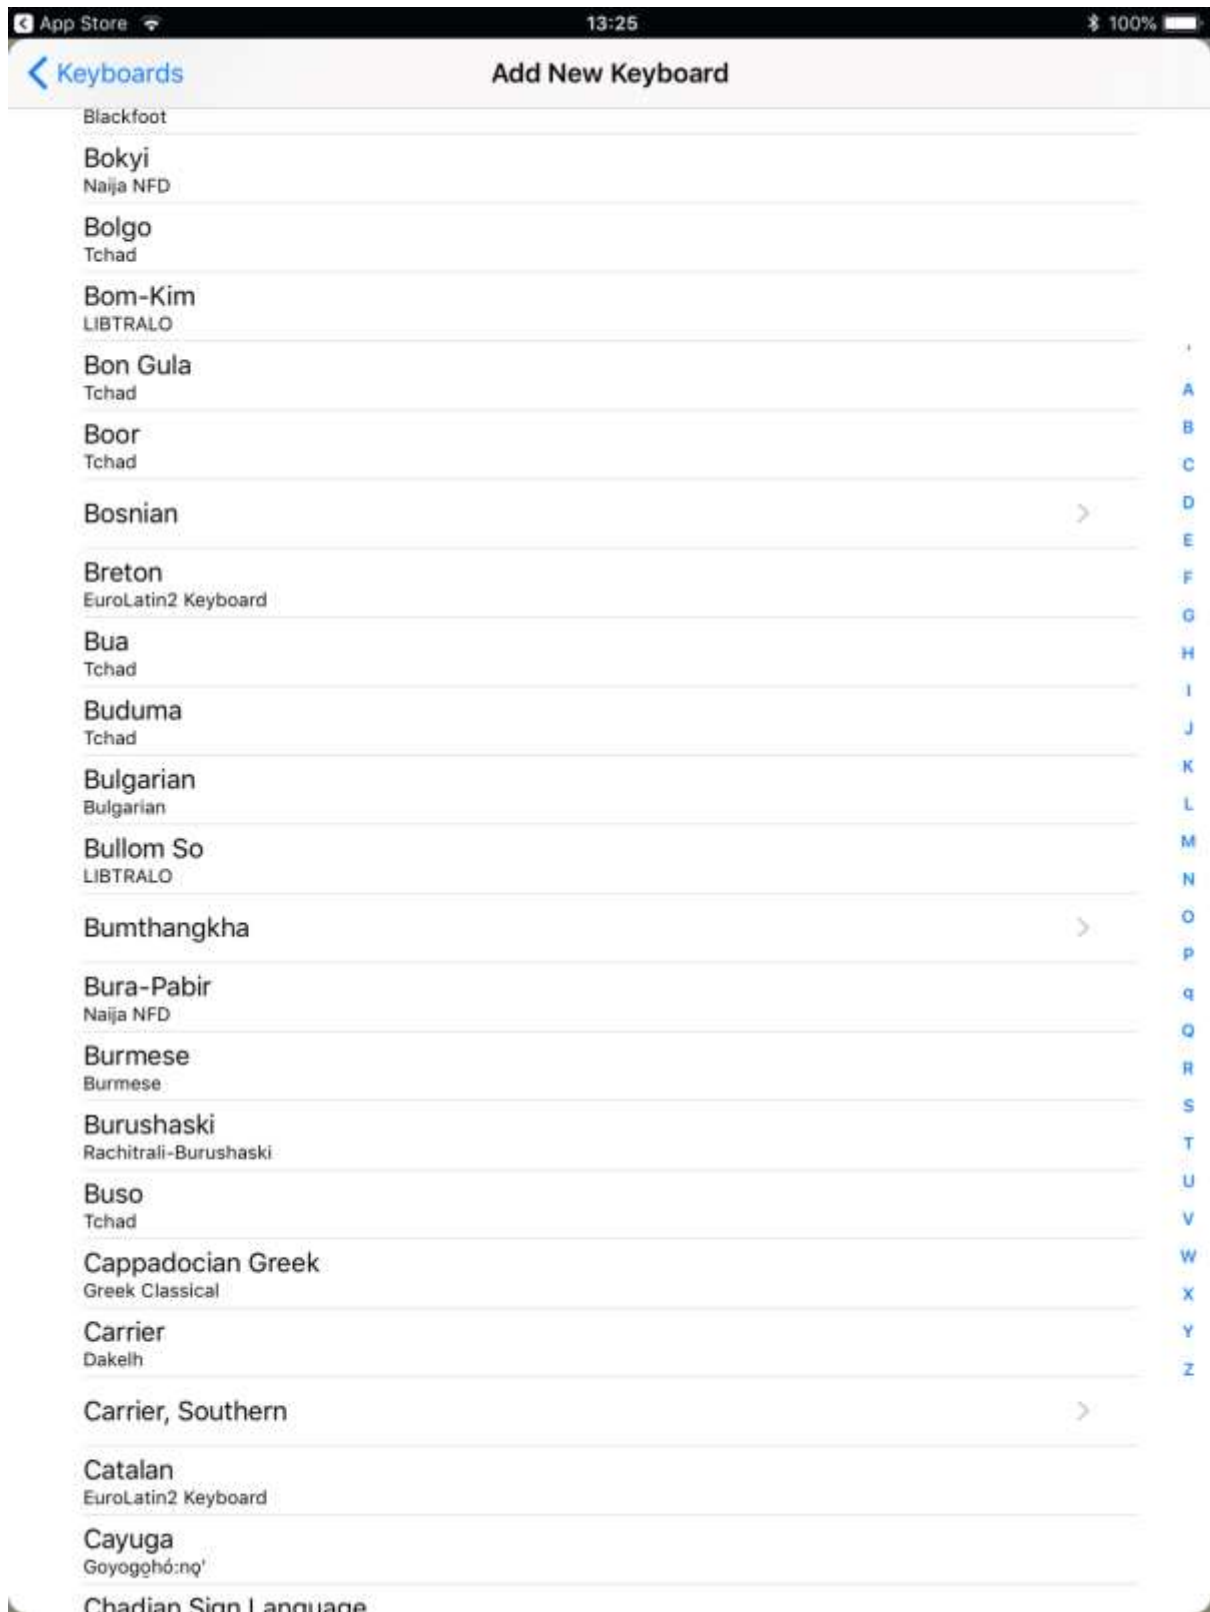 App Store
13:25
100%
Keyboards
Add New Keyboard
Blackfoot
Bokyi
Naija NFD
Bolgo
Tchad
Bom-Kim
LIBTRALO
Bon Gula
Tchad
Boor
Tchad
Bosnian
Breton
EuroLatin2 Keyboard
Bua
Tchad
Buduma
Tchad
Bulgarian
Bulgarian
Bullom So
LIBTRALO
Bumthangkha
Bura-Pabir
Naija NFD
Burmese
Burmese
Burushaski
Rachitrali-Burushaski
Buso
Tchad
Cappadocian Greek
Greek Classical
Carrier
Dakelh
Carrier, Southern
Catalan
EuroLatin2 Keyboard
Cayuga
Goyogo̱hó:nǫ'
Chadian Sign Language
'
A
B
C
D
E
F
G
H
I
J
K
L
M
N
O
P
q
Q
R
S
T
U
V
W
X
Y
Z